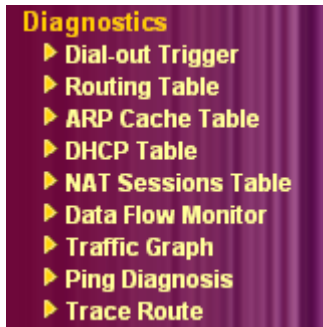 Diagnostics
Dial-out Trigger
Routing Table
ARP Cache Table
DHCP Table
NAT Sessions Table
Data Flow Monitor
Traffic Graph
Ping Diagnosis
Trace Route